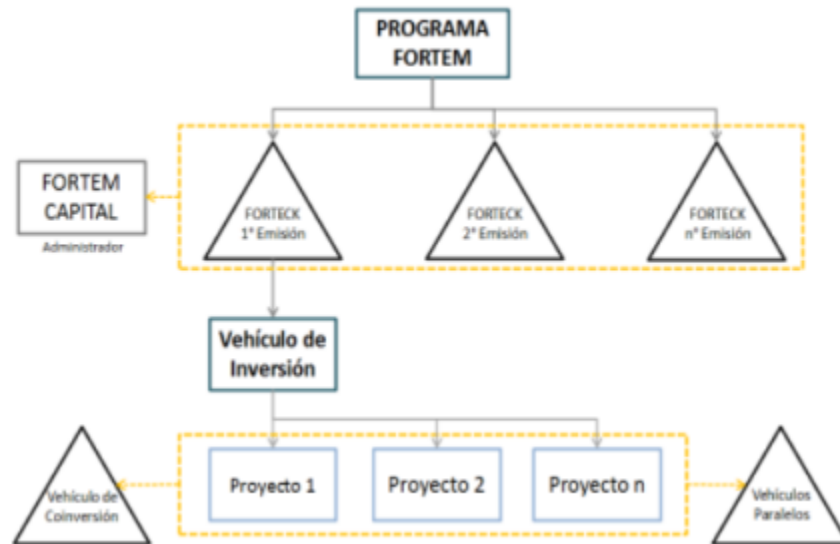 PROGRAMA
FORTEM
FORTEM
CAPITAL
Administrador
FORTECK
1° Emisión
FORTECK
2° Emisión
FORTECK
n° Emisión
Vehículo de
Inversión
Vehículo de
Coinversión
Proyecto 1
Proyecto 2
Proyecto n
Vehículos
Paralelos